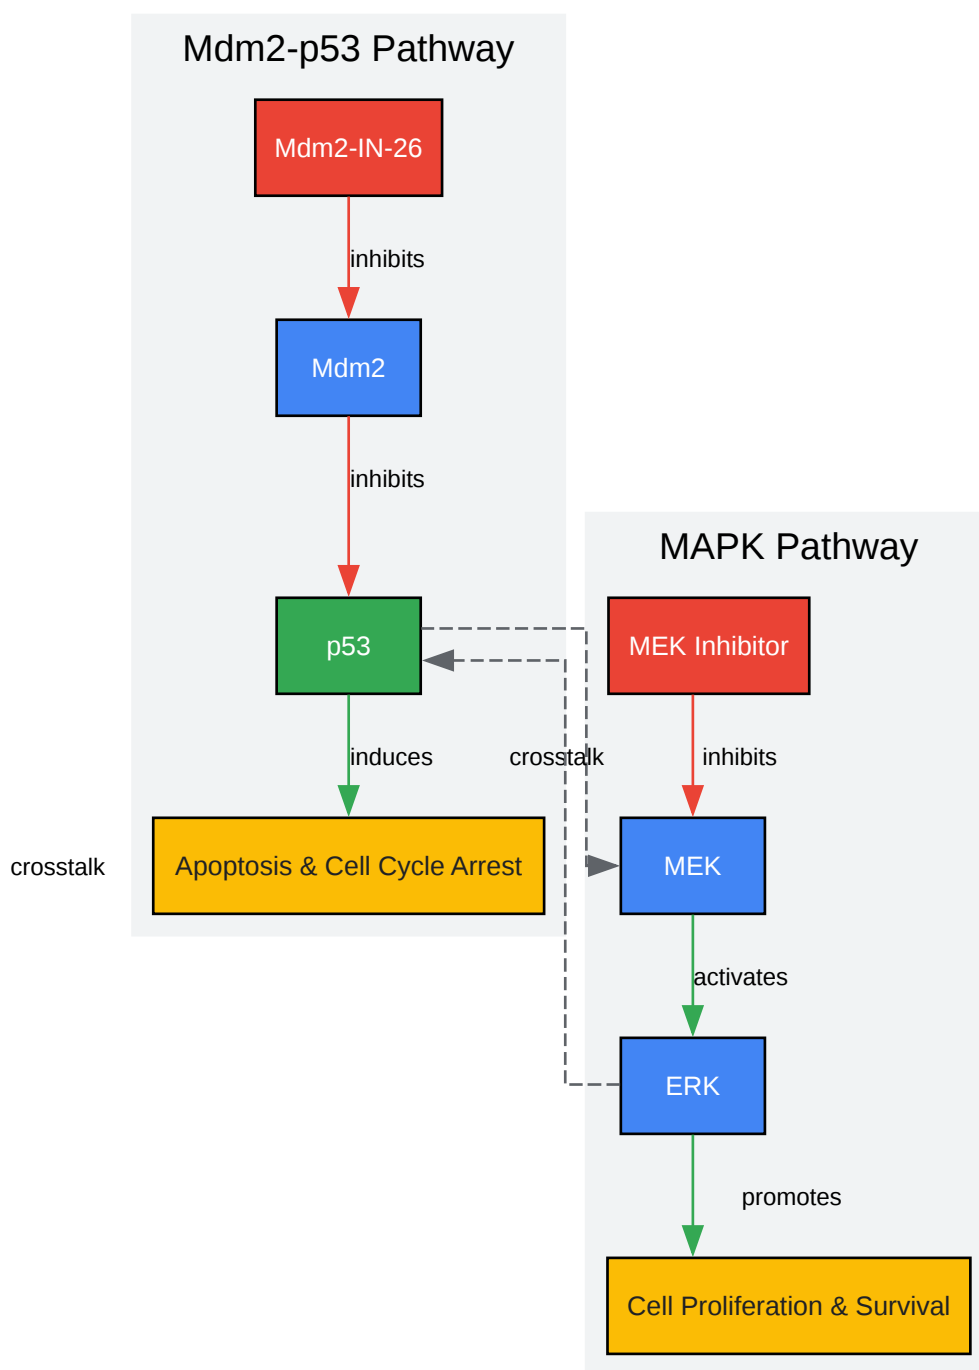 Mdm2-p53 Pathway
Mdm2-IN-26
inhibits
Mdm2
inhibits
p53
induces
Apoptosis & Cell Cycle Arrest
crosstalk
crosstalk
MAPK Pathway
MEK Inhibitor
inhibits
MEK
activates
ERK
promotes
Cell Proliferation & Survival